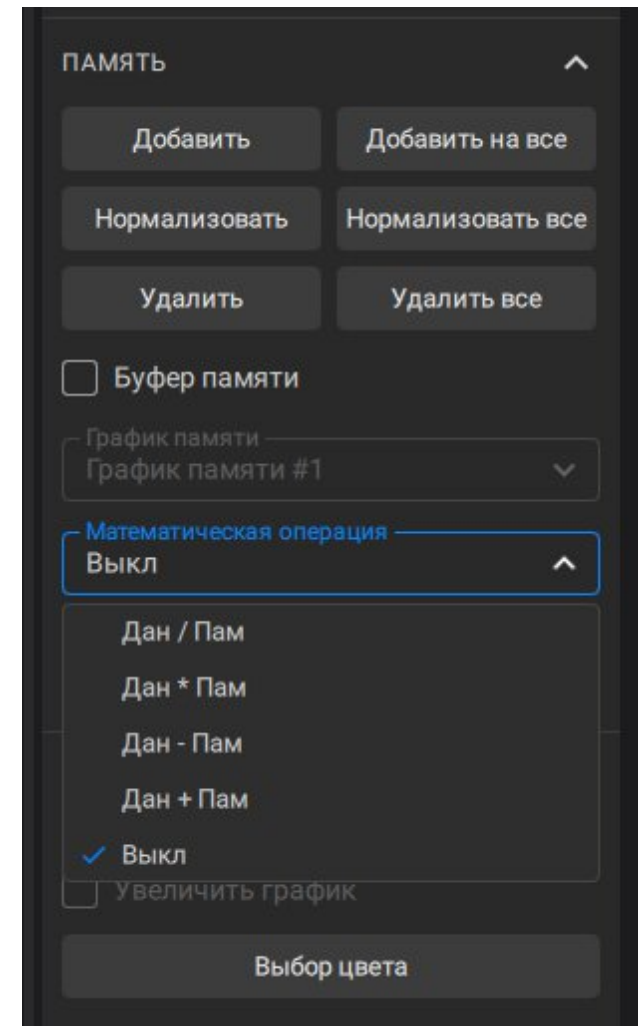 ПАМЯТЬ
Добавить
Добавить на все
Нормализовать
Нормализовать все
Удалить
Удалить все
Буфер памяти
График памяти
График памяти #1
Математическая операция
Выкл
Дан / Пам
Дан * Пам
Дан - Пам
Дан + Пам
Выкл
Увеличить график
Выбор цвета